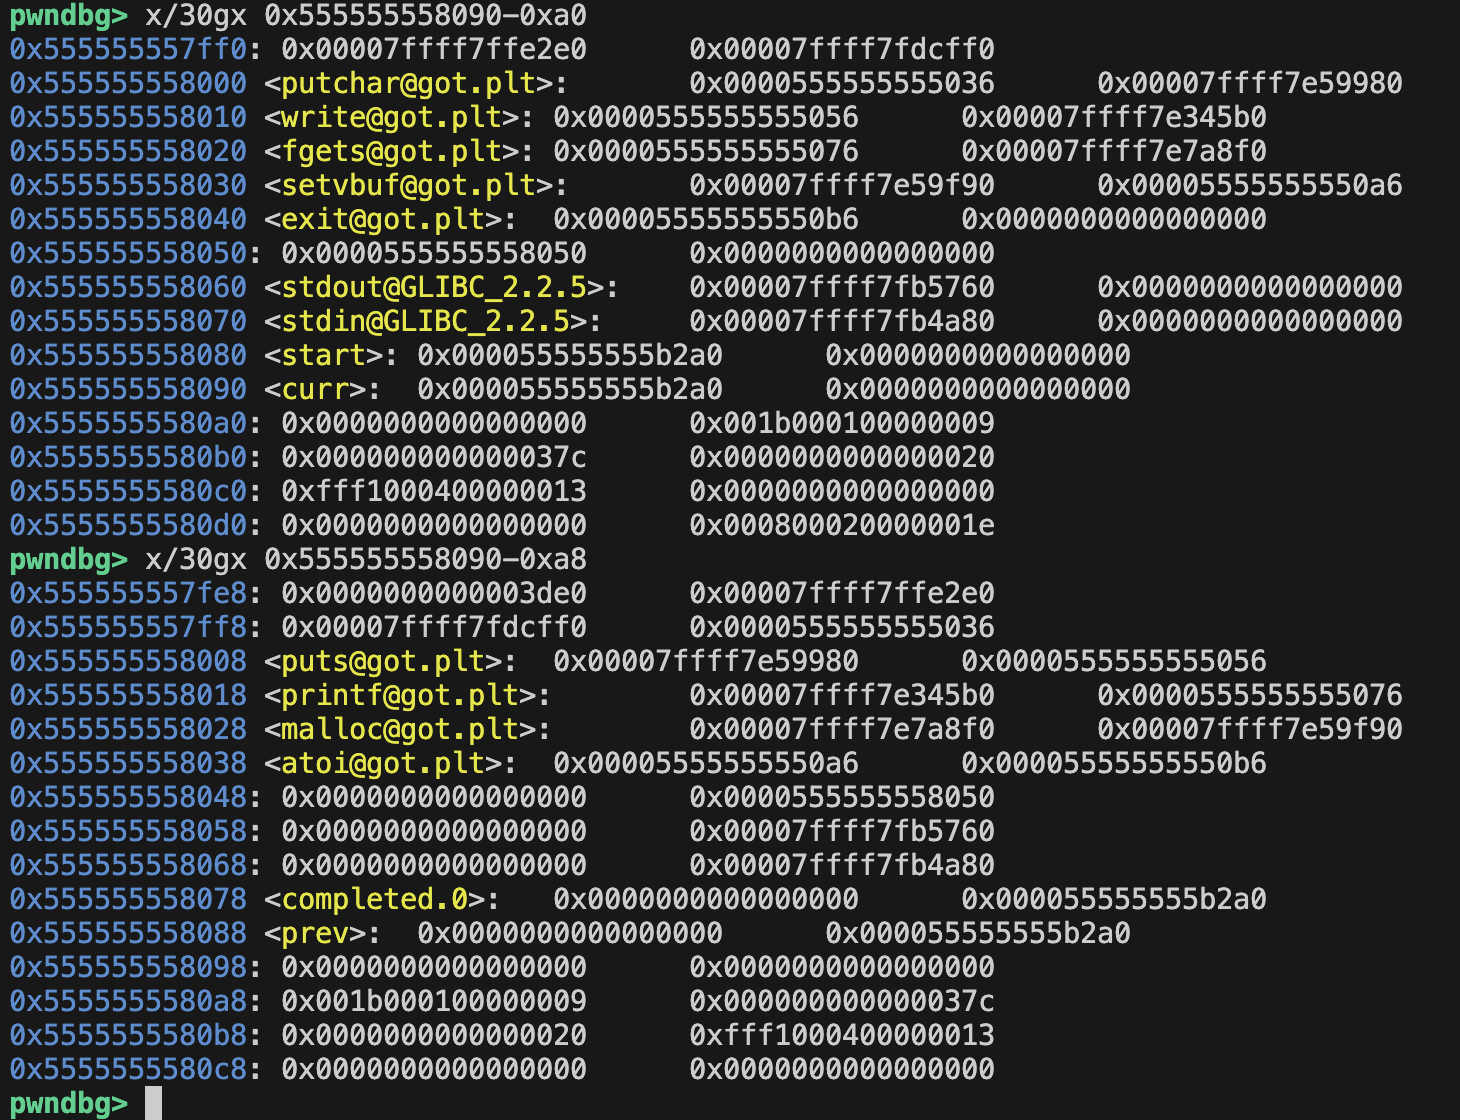 pwndbg> x/30gx 0x555555558090-0xa0
0x555555557ff0: 0x00007ffff7ffe2e0 0x00007ffff7fdcff0
0x555555558000 <putchar@got.plt>: 0x0000555555555036 0x00007ffff7e59980
0x555555558010 <write@got.plt>: 0x0000555555555056 0x00007ffff7e345b0
0x555555558020 <fgets@got.plt>: 0x0000555555555076 0x00007ffff7e7a8f0
0x555555558030 <setvbuf@got.plt>: 0x00007ffff7e59f90 0x00005555555550a6
0x555555558040 <exit@got.plt>: 0x00005555555550b6 0x0000000000000000
0x555555558050: 0x0000555555558050 0x0000000000000000
0x555555558060 <stdout@GLIBC_2.2.5>: 0x00007ffff7fb5760 0x0000000000000000
0x555555558070 <stdin@GLIBC_2.2.5>: 0x00007ffff7fb4a80 0x0000000000000000
0x555555558080 <start>: 0x000055555555b2a0 0x0000000000000000
0x555555558090 <curr>: 0x000055555555b2a0 0x0000000000000000
0x5555555580a0: 0x0000000000000000 0x001b000100000009
0x5555555580b0: 0x000000000000037c 0x0000000000000020
0x5555555580c0: 0xfff1000400000013 0x0000000000000000
0x5555555580d0: 0x0000000000000000 0x000800020000001e
pwndbg> x/30gx 0x555555558090-0xa8
0x555555557fe8: 0x0000000000003de0 0x00007ffff7ffe2e0
0x555555557ff8: 0x00007ffff7fdcff0 0x0000555555555036
0x555555558008 <puts@got.plt>: 0x00007ffff7e59980 0x0000555555555056
0x555555558018 <printf@got.plt>: 0x00007ffff7e345b0 0x0000555555555076
0x555555558028 <malloc@got.plt>: 0x00007ffff7e7a8f0 0x00007ffff7e59f90
0x555555558038 <atoi@got.plt>: 0x00005555555550a6 0x00005555555550b6
0x555555558048: 0x0000000000000000 0x0000555555558050
0x555555558058: 0x0000000000000000 0x00007ffff7fb5760
0x555555558068: 0x0000000000000000 0x00007ffff7fb4a80
0x555555558078 <completed.0>: 0x0000000000000000 0x000055555555b2a0
0x555555558088 <prev>: 0x0000000000000000 0x000055555555b2a0
0x555555558098: 0x0000000000000000 0x0000000000000000
0x5555555580a8: 0x001b000100000009 0x000000000000037c
0x5555555580b8: 0x0000000000000020 0xfff1000400000013
0x5555555580c8: 0x0000000000000000 0x0000000000000000
pwndbg>